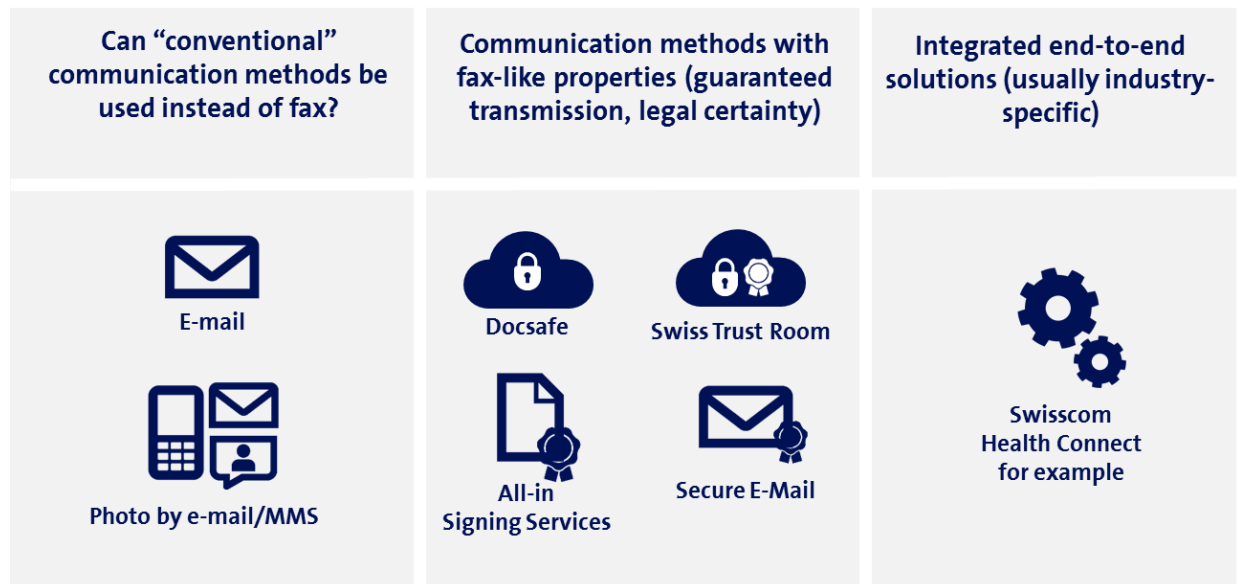 Can “conventional”
communication methods be
used instead of fax?
Communication methods with
fax-like properties (guaranteed
transmission, legal certainty)
Integrated end-to-end
solutions (usually industry-
specific)
E-mail
Photo by e-mail/MMS
Docsafe
Swiss Trust Room
All-in
Signing Services
Secure E-Mail
Swisscom
Health Connect
for example